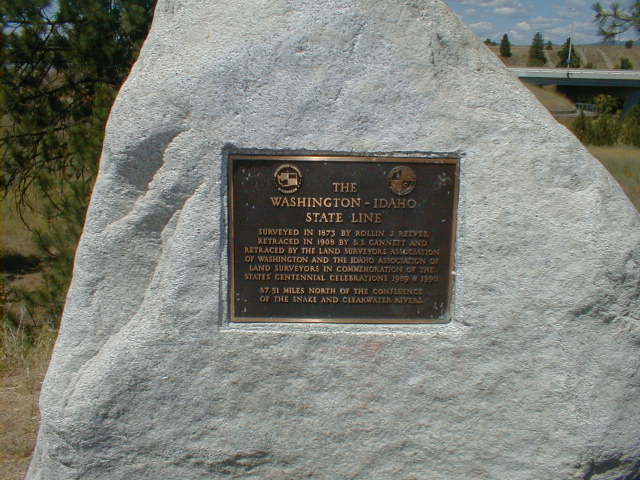 THE
WASHINGTON - IDAHO
STATE LINE
SURVEYED IN 1873 BY ROLLIN J. REEVES,
RETRACED IN 1908 BY S.S. GANNETT AND
RETRACED BY THE LAND SURVEYORS ASSOCIATION
OF WASHINGTON AND THE IDAHO ASSOCIATION OF
LAND SURVEYORS IN COMMEMORATION OF THE
STATES' CENTENNIAL CELEBRATIONS 1989 & 1990.
87.51 MILES NORTH OF THE CONFLUENCE
OF THE SNAKE AND CLEARWATER RIVERS.